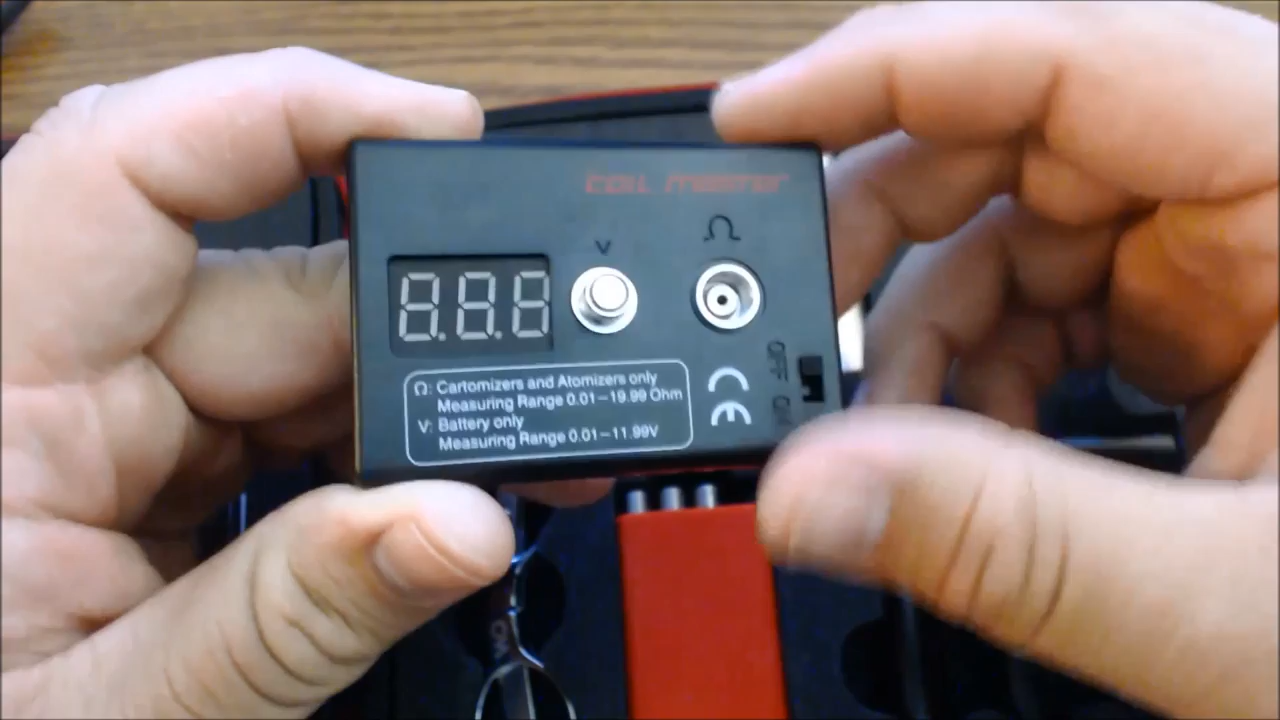 COIL MASTER
V
Ω
8.8.8
OFF
ON
Ω: Cartomizers and Atomizers only
Measuring Range 0.01–19.99 Ohm
V: Battery only
Measuring Range 0.01–11.99V
CE